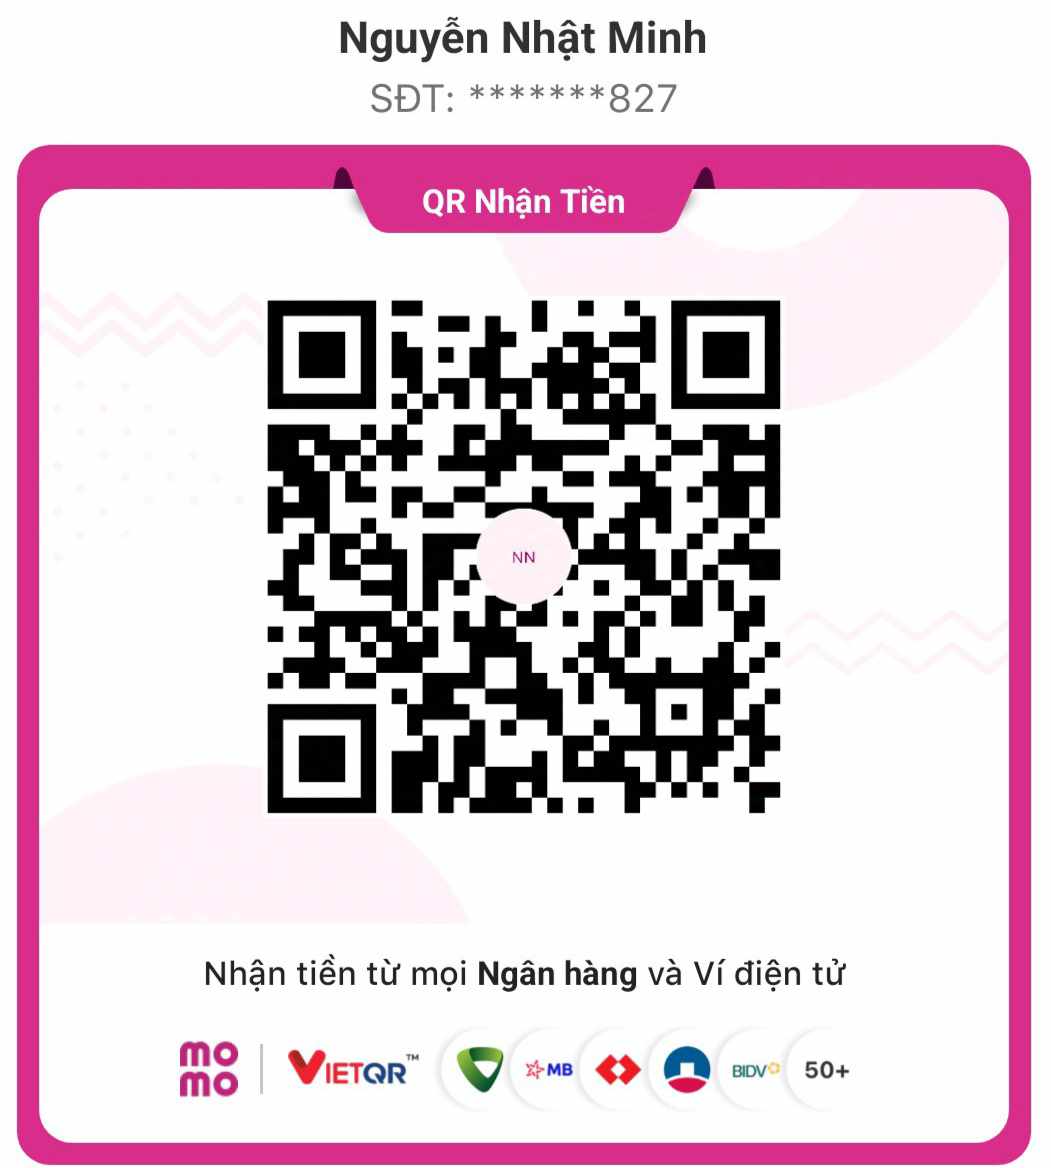 Nguyễn Nhật Minh
SĐT: *******827
QR Nhận Tiền
NN
Nhận tiền từ mọi Ngân hàng và Ví điện tử
mo
mo
VIETQR™
MB
BIDV
50+